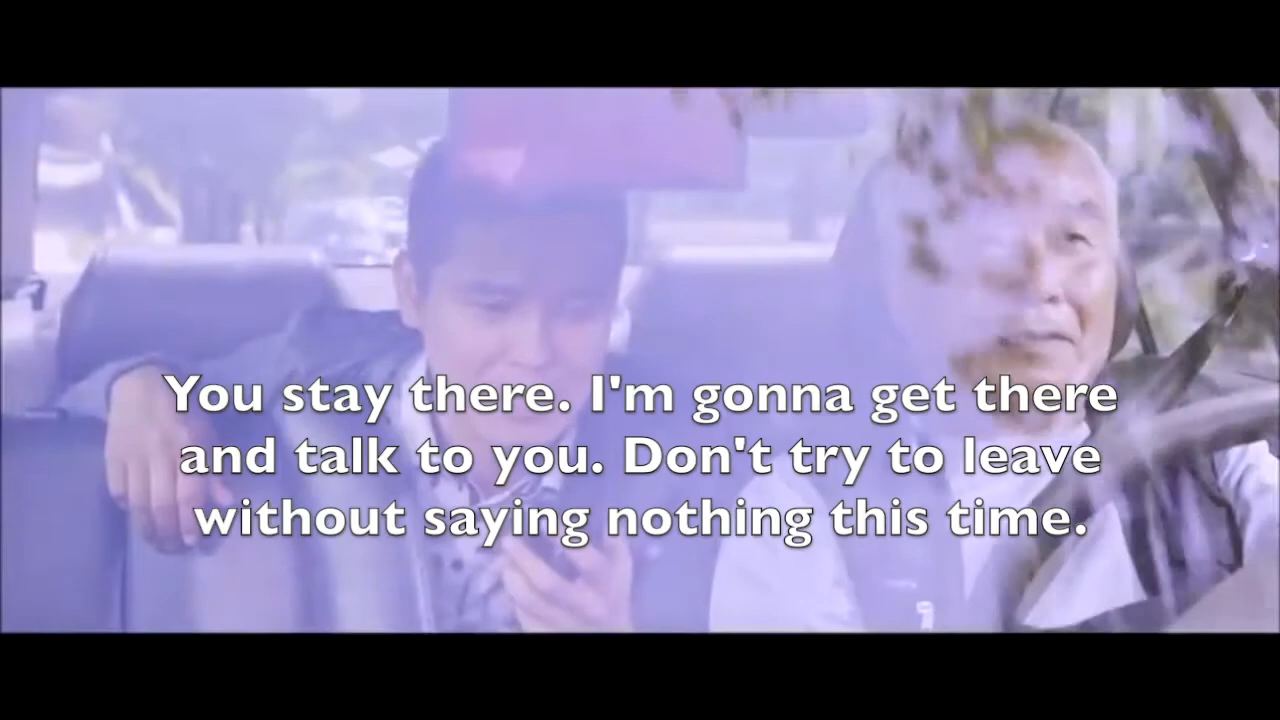 You stay there. I'm gonna get there
and talk to you. Don't try to leave
without saying nothing this time.